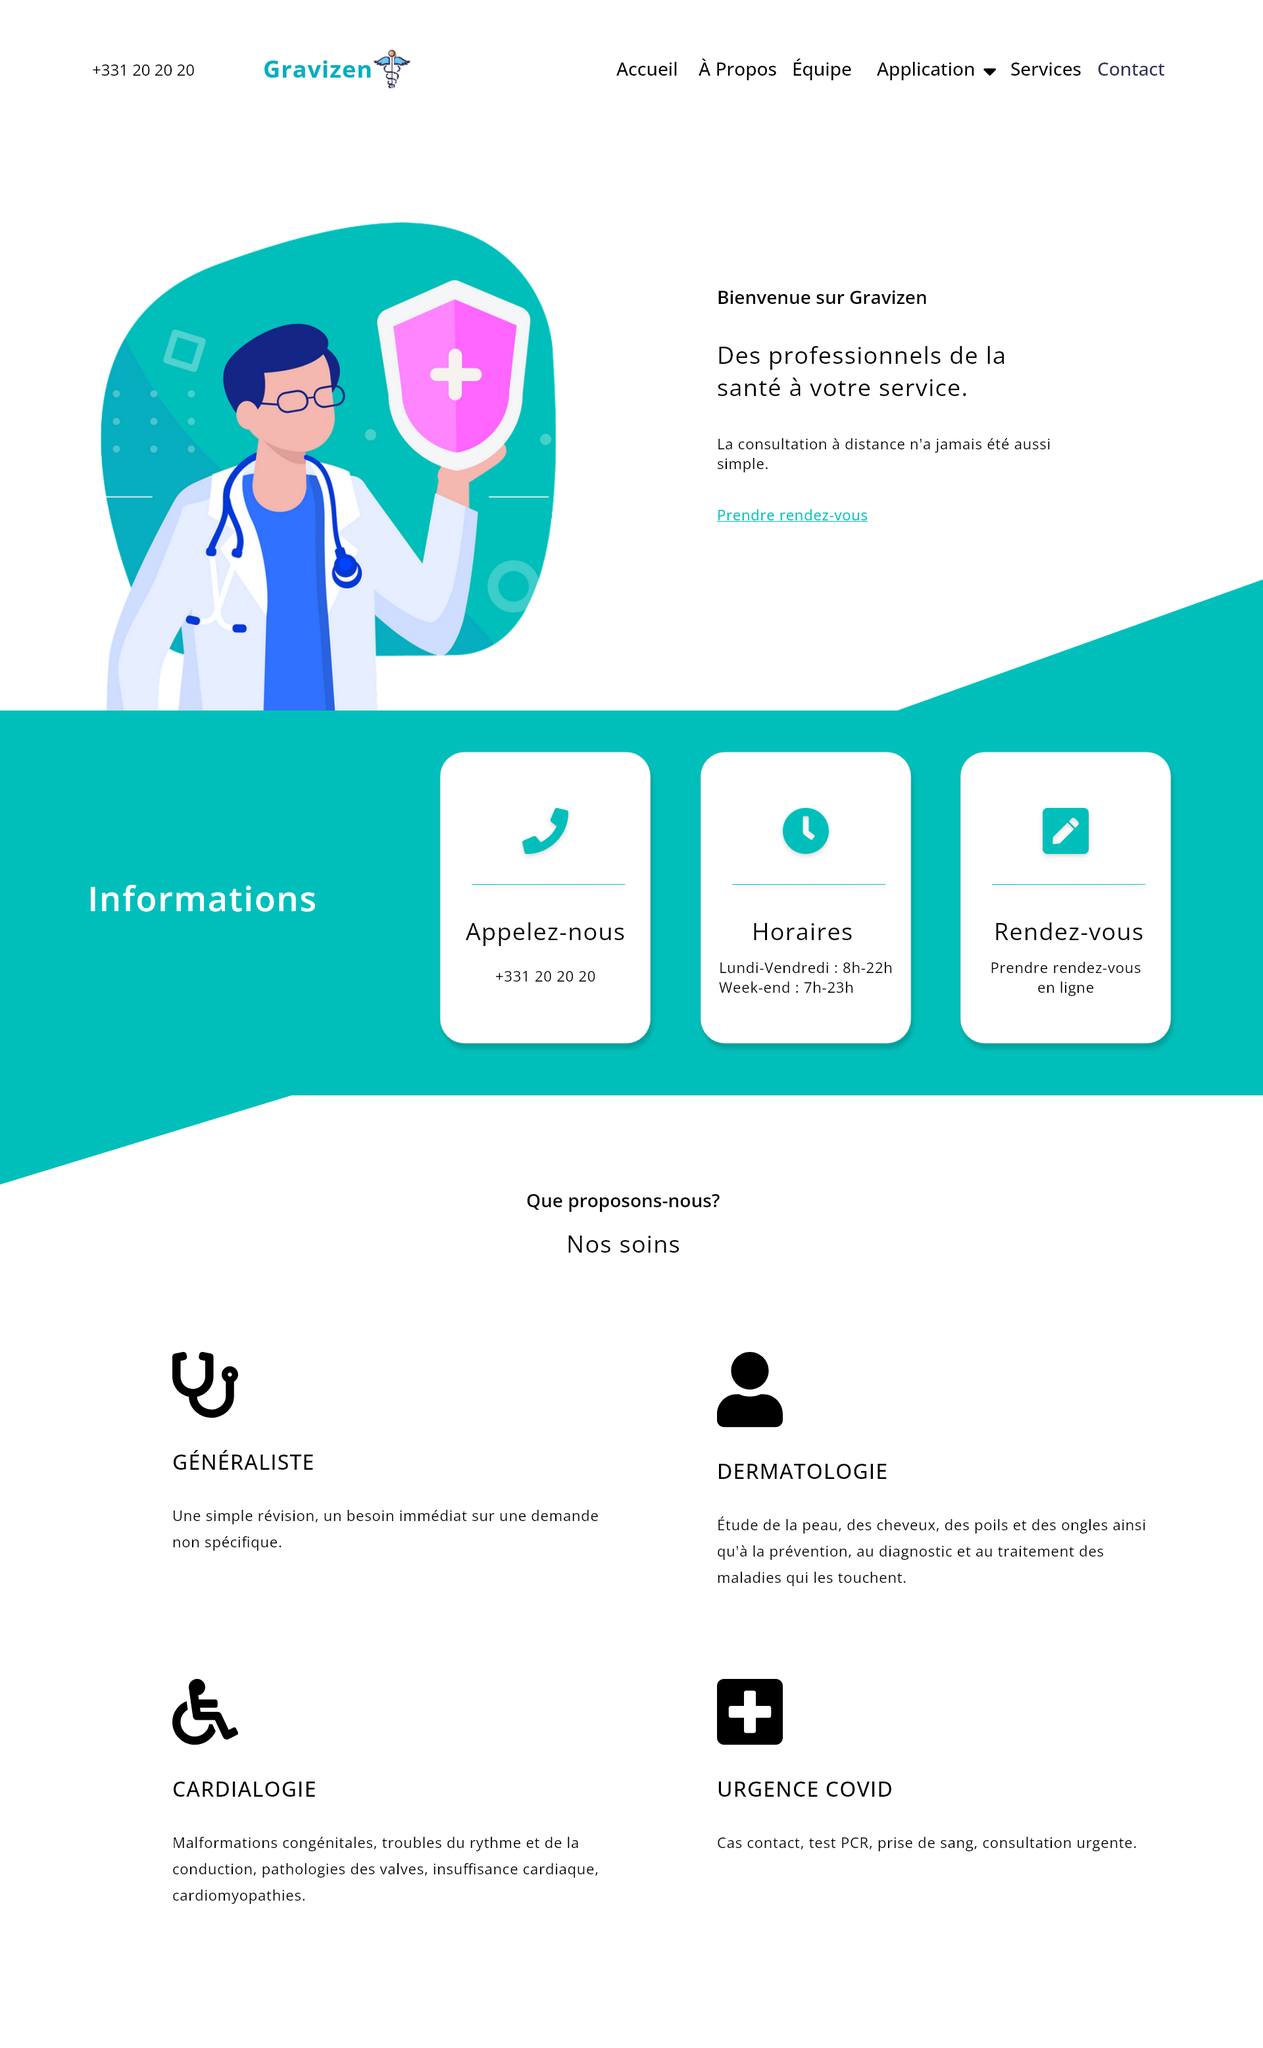 +331 20 20 20
Gravizen
Accueil À Propos Équipe Application Services Contact
Bienvenue sur Gravizen
Des professionnels de la
santé à votre service.
La consultation à distance n'a jamais été aussi
simple.
Prendre rendez-vous
Informations
Appelez-nous
+331 20 20 20
Horaires
Lundi-Vendredi : 8h-22h
Week-end : 7h-23h
Rendez-vous
Prendre rendez-vous
en ligne
Que proposons-nous?
Nos soins
GÉNÉRALISTE
Une simple révision, un besoin immédiat sur une demande
non spécifique.
DERMATOLOGIE
Étude de la peau, des cheveux, des poils et des ongles ainsi
qu'à la prévention, au diagnostic et au traitement des
maladies qui les touchent.
CARDIALOGIE
Malformations congénitales, troubles du rythme et de la
conduction, pathologies des valves, insuffisance cardiaque,
cardiomyopathies.
URGENCE COVID
Cas contact, test PCR, prise de sang, consultation urgente.